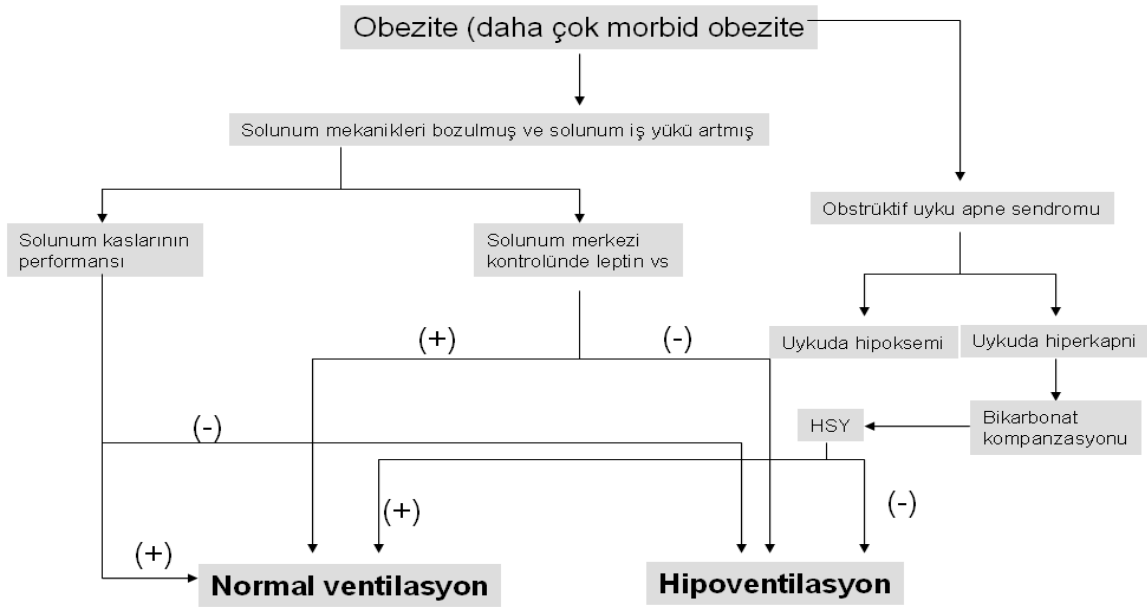 Obezite (daha çok morbid obezite
Solunum mekanikleri bozulmuş ve solunum iş yükü artmış
Obstrüktif uyku apne sendromu
Solunum kaslarının
performansı
Solunum merkezi
kontrolünde leptin vs
(+)
(-)
Uykuda hipoksemi
Uykuda hiperkapni
(-)
HSY
Bikarbonat
kompanzasyonu
(+)
(-)
(+)
Normal ventilasyon
Hipoventilasyon